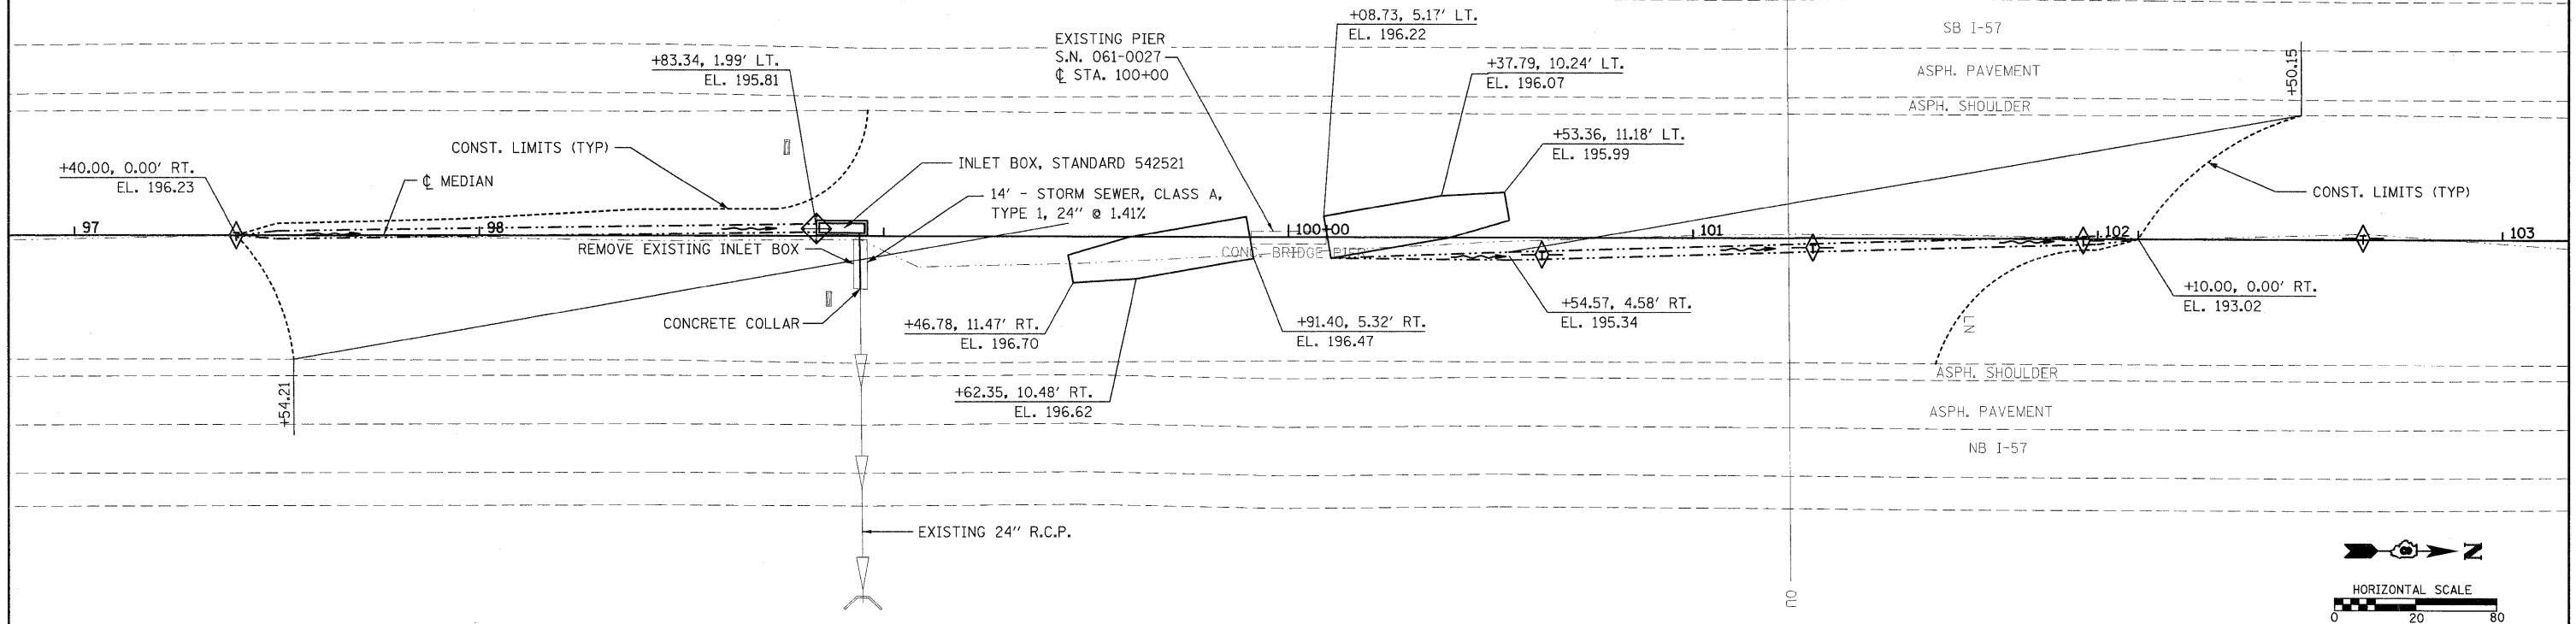 +08.73, 5.17' LT.
EL. 196.22
SB I-57
EXISTING PIER
S.N. 061-0027
℄ STA. 100+00
+83.34, 1.99' LT.
EL. 195.81
+37.79, 10.24' LT.
EL. 196.07
ASPH. PAVEMENT
+50.15
ASPH. SHOULDER
+53.36, 11.18' LT.
EL. 195.99
CONST. LIMITS (TYP)
INLET BOX, STANDARD 542521
+40.00, 0.00' RT.
EL. 196.23
℄ MEDIAN
14' - STORM SEWER, CLASS A,
TYPE 1, 24" @ 1.41%
CONST. LIMITS (TYP)
97
98
100+00
101
102
103
REMOVE EXISTING INLET BOX
CONC. BRIDGE PIER
+10.00, 0.00' RT.
EL. 193.02
+54.57, 4.58' RT.
EL. 195.34
CONCRETE COLLAR
+46.78, 11.47' RT.
EL. 196.70
+91.40, 5.32' RT.
EL. 196.47
LN
ASPH. SHOULDER
+54.21
+62.35, 10.48' RT.
EL. 196.62
ASPH. PAVEMENT
NB I-57
EXISTING 24" R.C.P.
N
OU
HORIZONTAL SCALE
0 20 80